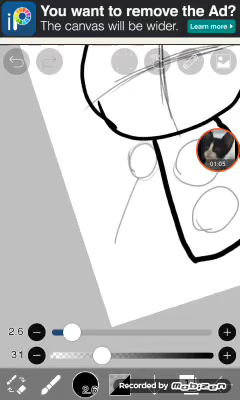 You want to remove the Ad?
The canvas will be wider.
Learn more ►
iP
01:05
2.6
31
2.6
Recorded by MOBIZEN